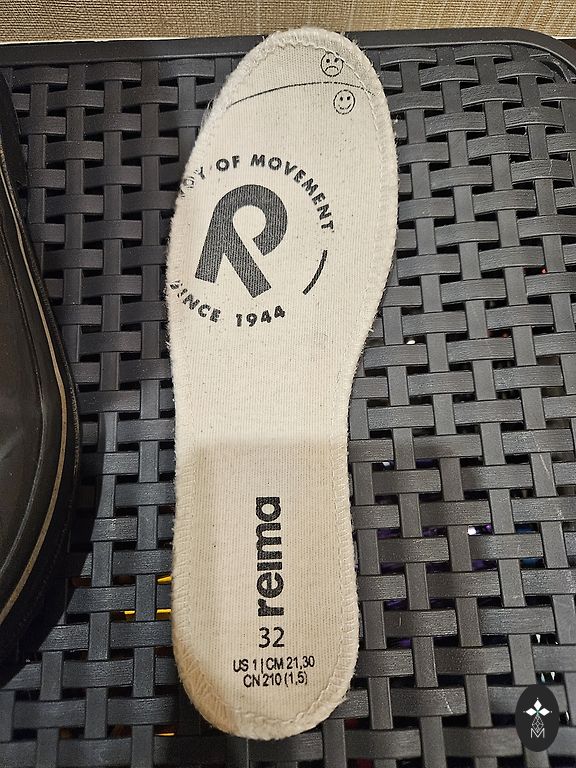 OF MOVEMENT
SINCE 1944
reima
32
US 1 | CM 21,30
CN 210 (1,5)